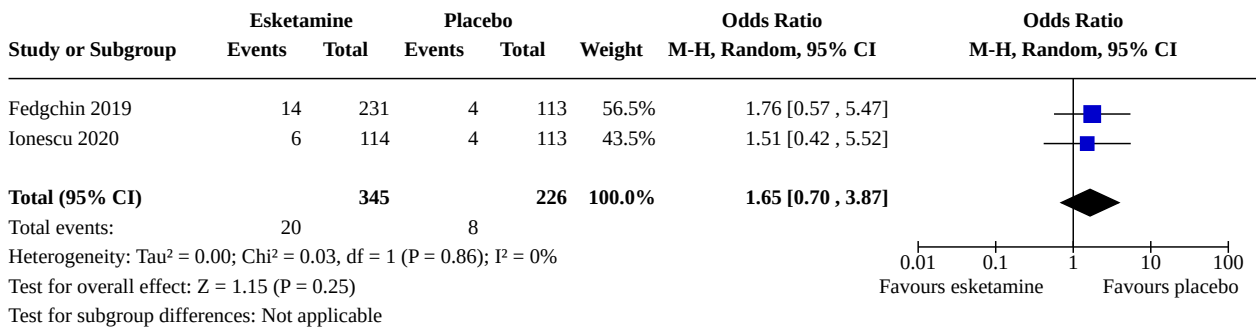 Esketamine Placebo Odds Ratio Odds Ratio
Study or Subgroup Events Total Events Total Weight M-H, Random, 95% CI M-H, Random, 95% CI
Fedgchin 2019 14 231 4 113 56.5% 1.76 [0.57 , 5.47]
Ionescu 2020 6 114 4 113 43.5% 1.51 [0.42 , 5.52]
Total (95% CI) 345 226 100.0% 1.65 [0.70 , 3.87]
Total events: 20 8
Heterogeneity: Tau² = 0.00; Chi² = 0.03, df = 1 (P = 0.86); I² = 0%
0.01 0.1 1 10 100
Test for overall effect: Z = 1.15 (P = 0.25) Favours esketamine Favours placebo
Test for subgroup differences: Not applicable